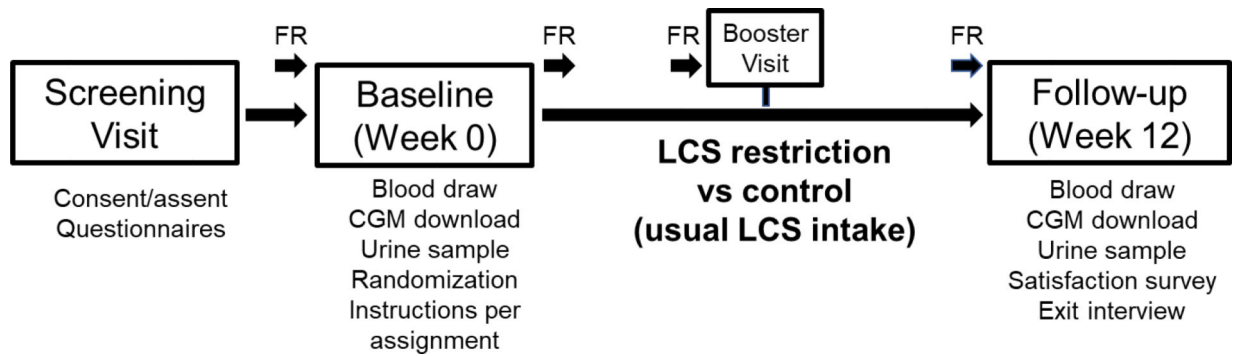 FR
FR
FR
Booster
Visit
FR
Screening
Visit
Baseline
(Week 0)
Follow-up
(Week 12)
LCS restriction
vs control
(usual LCS intake)
Consent/assent
Questionnaires
Blood draw
CGM download
Urine sample
Randomization
Instructions per
assignment
Blood draw
CGM download
Urine sample
Satisfaction survey
Exit interview